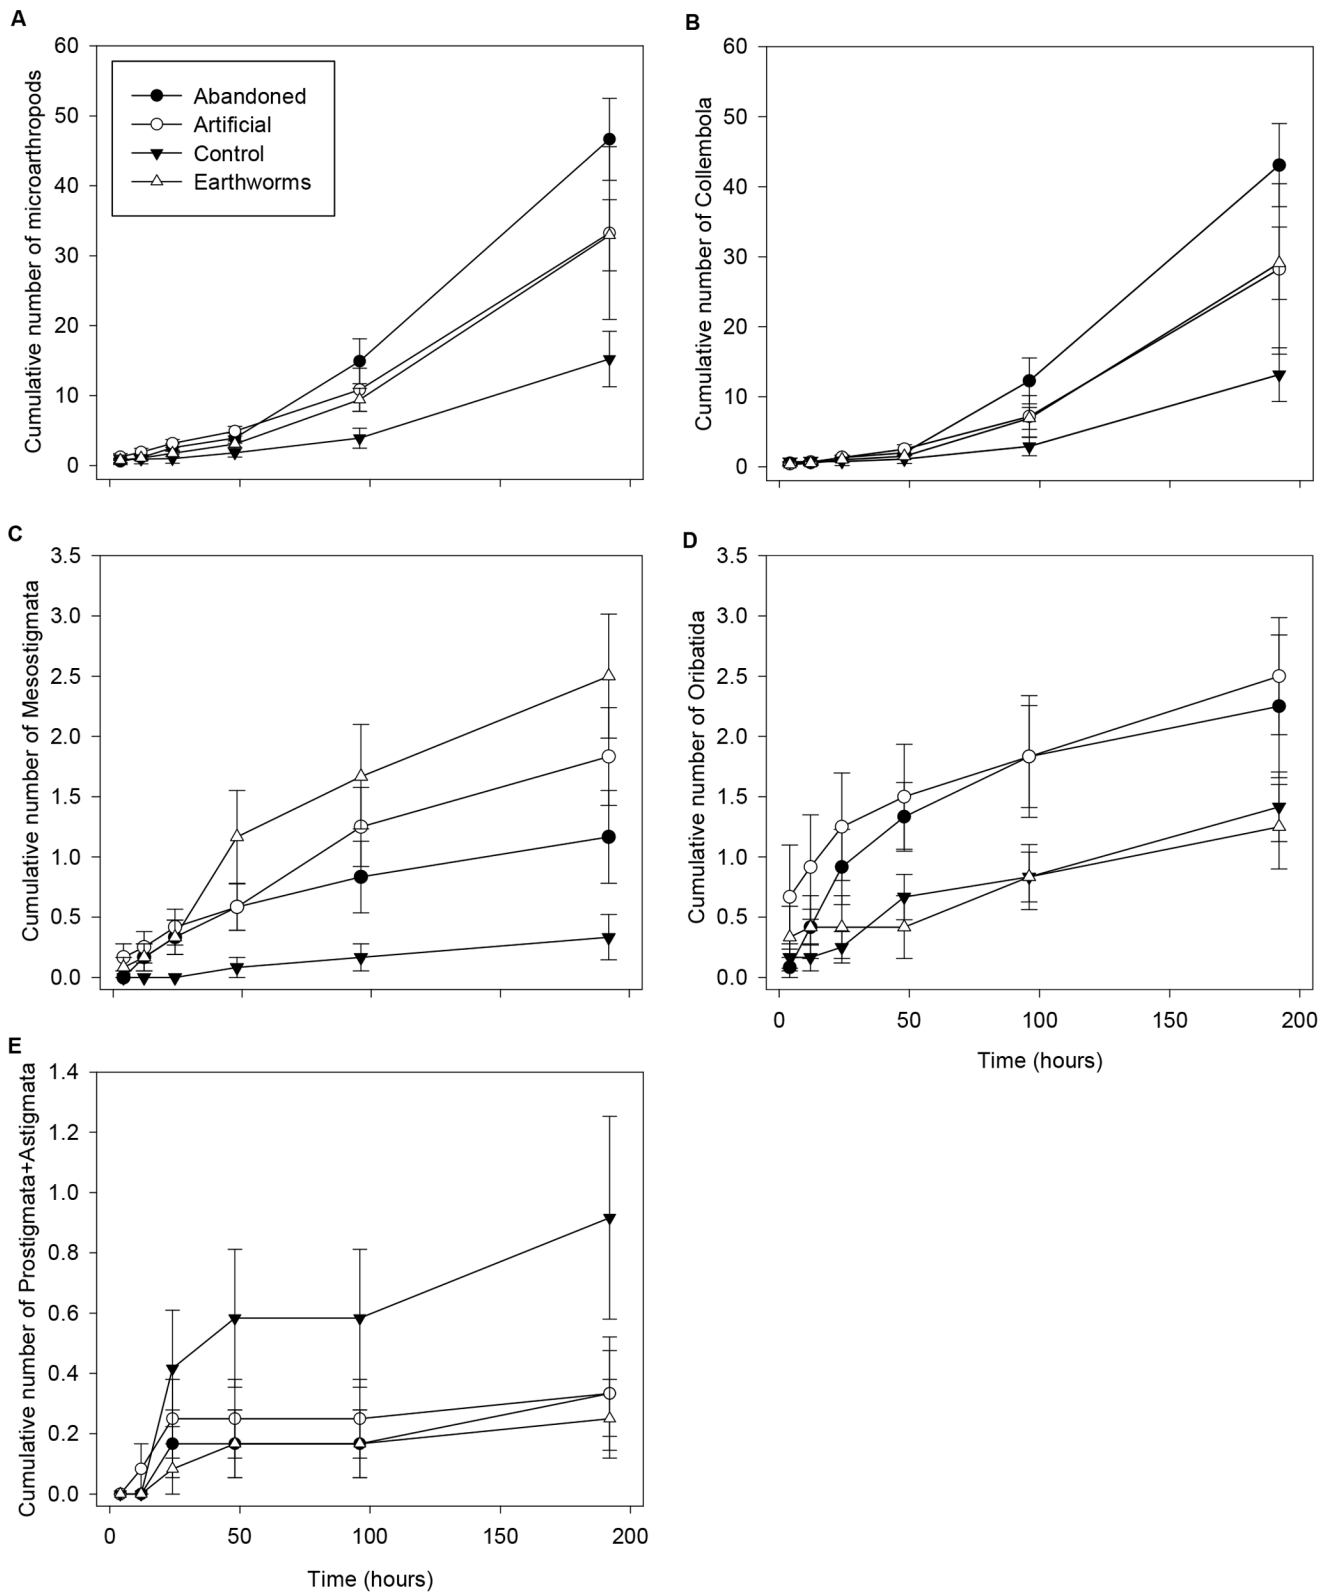 A
Cumulative number of microarthropods
60
50
40
30
20
10
0
Abandoned
Artificial
Control
Earthworms
B
Cumulative number of Collembola
60
50
40
30
20
10
0
C
Cumulative number of Mesostigmata
3.5
3.0
2.5
2.0
1.5
1.0
0.5
0.0
D
Cumulative number of Oribatida
3.5
3.0
2.5
2.0
1.5
1.0
0.5
0.0
0 50 100 150 200
Time (hours)
E
Cumulative number of Prostigmata+Astigmata
1.4
1.2
1.0
0.8
0.6
0.4
0.2
0.0
0 50 100 150 200
Time (hours)